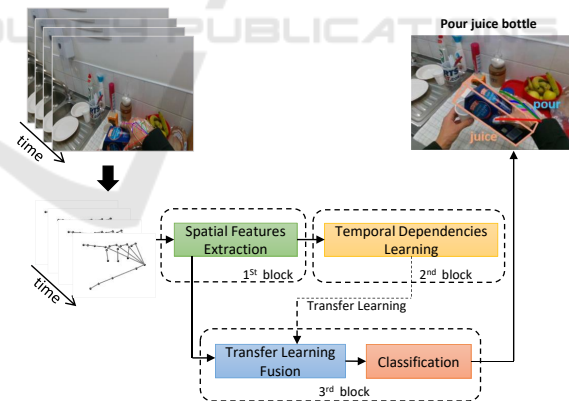 PUBLICATIONS
Pour juice bottle
pour
juice
time
time
Spatial Features
Extraction
1St block
Temporal Dependencies
Learning
2nd block
Transfer Learning
Transfer Learning
Fusion
Classification
3rd block